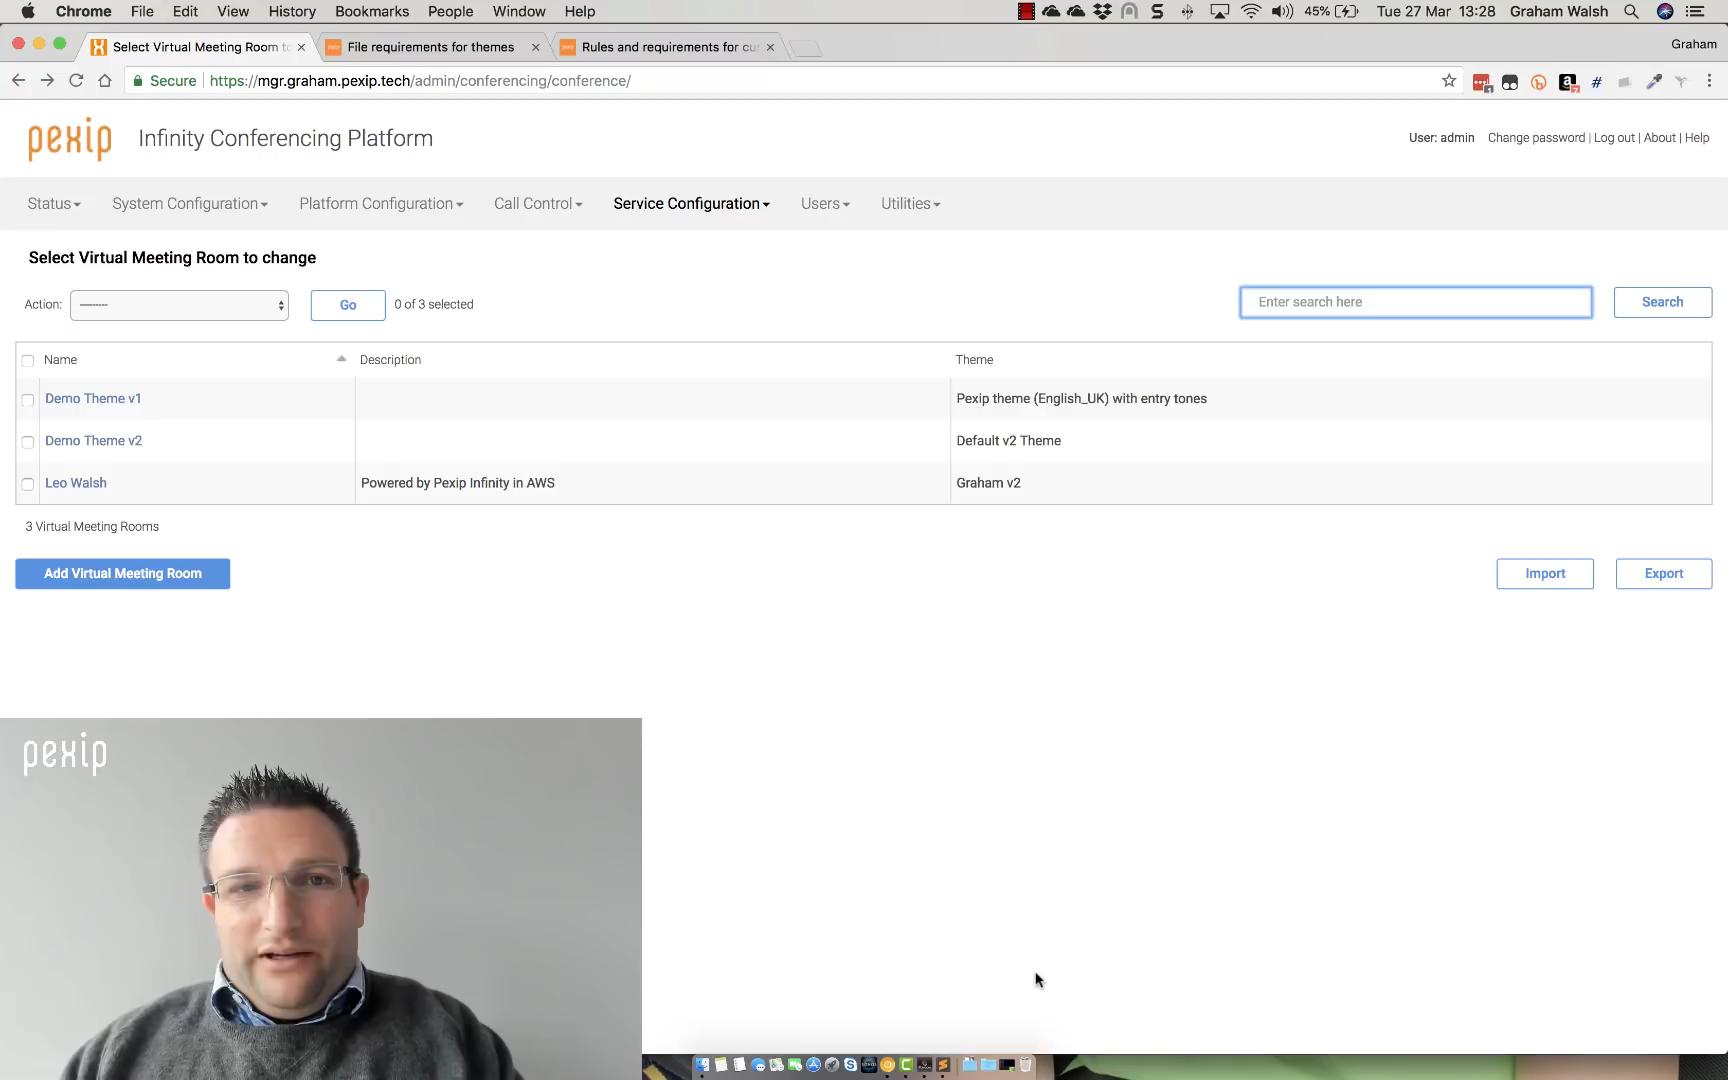 Chrome File Edit View History Bookmarks People Window Help 45% Tue 27 Mar 13:28 Graham Walsh
Select Virtual Meeting Room to File requirements for themes Rules and requirements for cu Graham
Secure https://mgr.graham.pexip.tech/admin/conferencing/conference/
pexip Infinity Conferencing Platform User: admin Change password | Log out | About | Help
Status System Configuration Platform Configuration Call Control Service Configuration Users Utilities
Select Virtual Meeting Room to change
Action: --------- Go 0 of 3 selected Enter search here Search
Name Description Theme
Demo Theme v1 Pexip theme (English_UK) with entry tones
Demo Theme v2 Default v2 Theme
Leo Walsh Powered by Pexip Infinity in AWS Graham v2
3 Virtual Meeting Rooms
Add Virtual Meeting Room Import Export
pexip